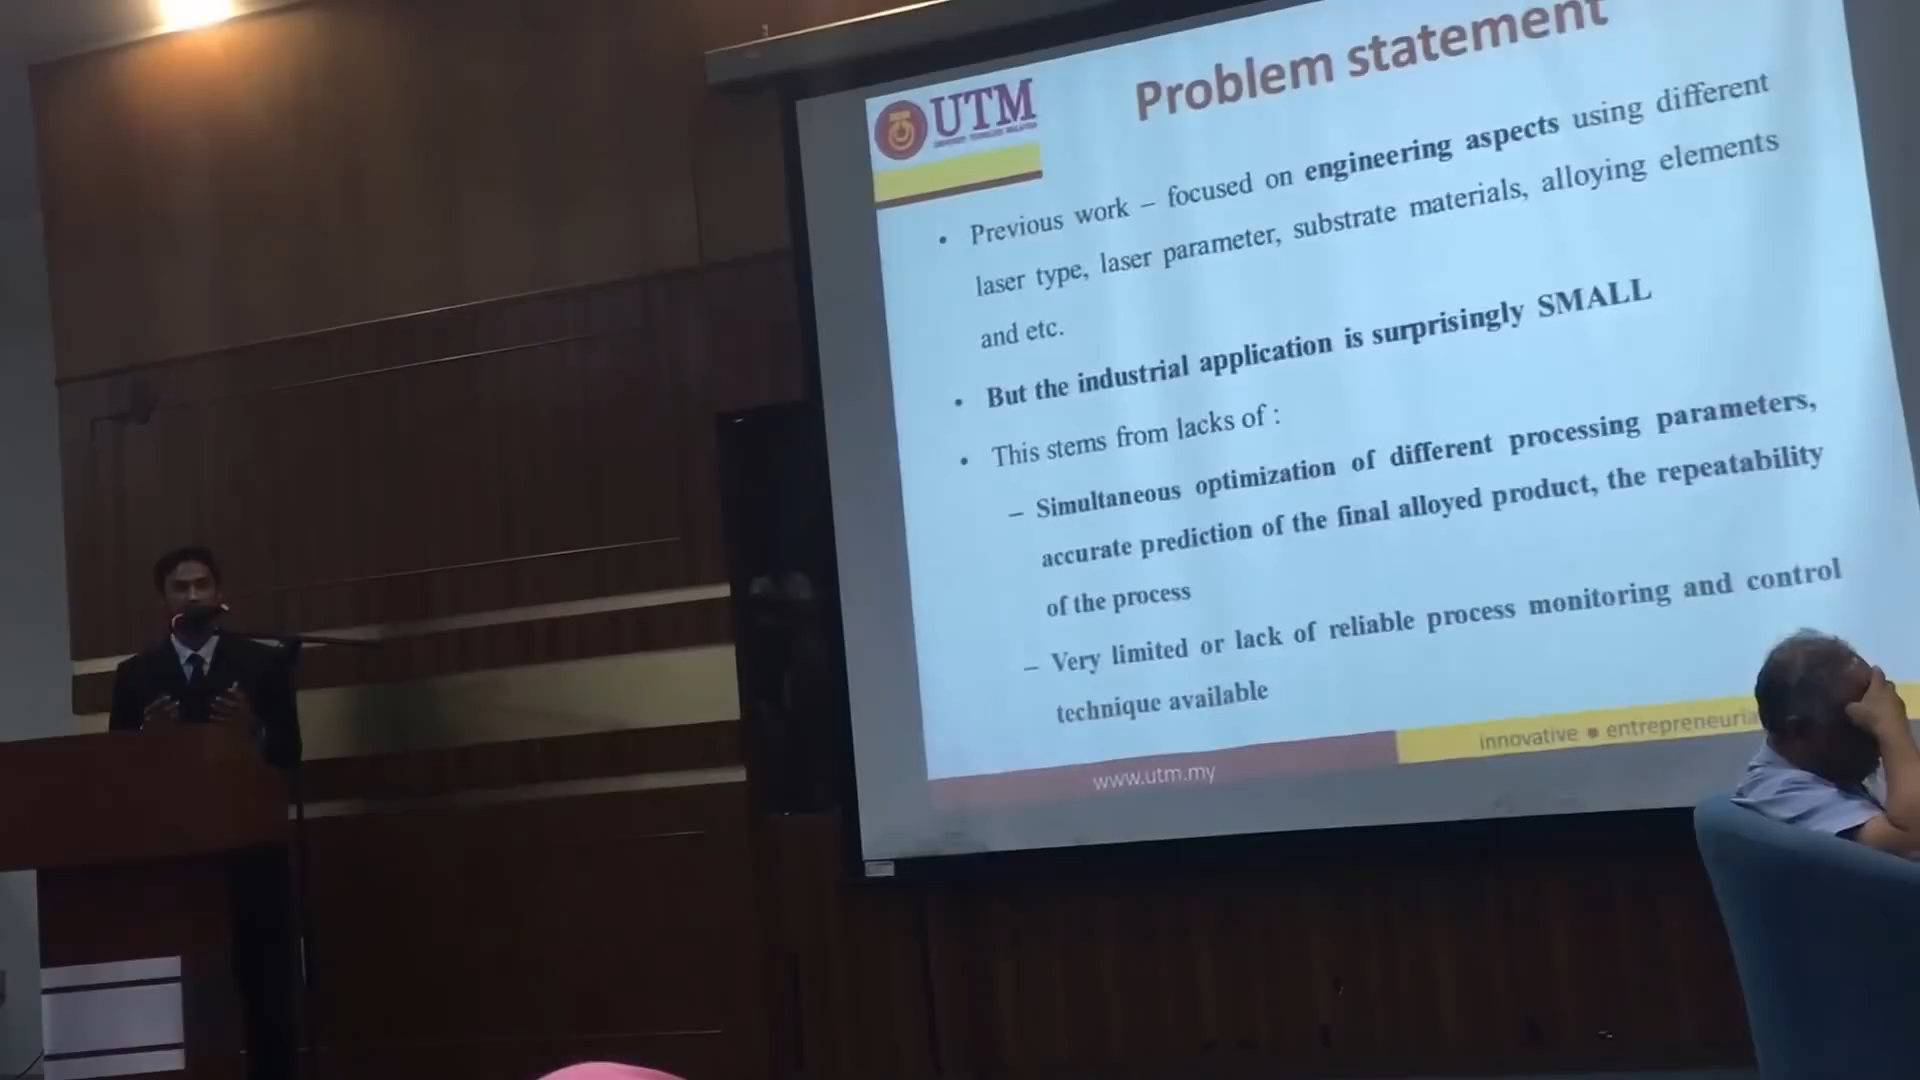 UTM
Problem statement
• Previous work – focused on engineering aspects using different
laser type, laser parameter, substrate materials, alloying elements
and etc.
• But the industrial application is surprisingly SMALL
• This stems from lacks of :
– Simultaneous optimization of different processing parameters,
accurate prediction of the final alloyed product, the repeatability
of the process
– Very limited or lack of reliable process monitoring and control
technique available
innovative ● entrepreneuria
www.utm.my